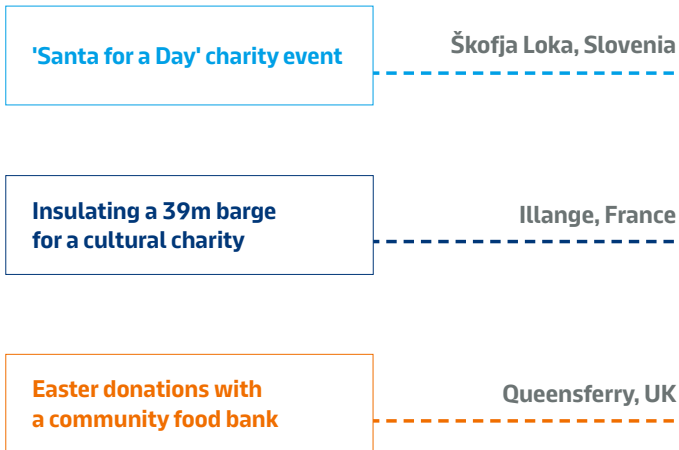 'Santa for a Day' charity event
Škofja Loka, Slovenia
Insulating a 39m barge
for a cultural charity
Illange, France
Easter donations with
a community food bank
Queensferry, UK